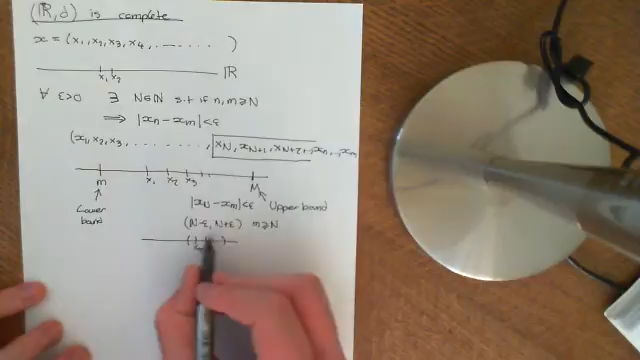 (ℝ, d) is complete
x = (x₁, x₂, x₃, x₄, . — . . . . . )
x₁ x₂ ℝ
∀ ε>0 ∃ N∈ℕ s.t if n, m ⩾ N
⟹ |xn − xm| < ε
(x₁, x₂, x₃, . . . . . . . . , xN, xN+1, xN+2, ..., xn, .., xm
m x₁ x₂ x₃ M
Lower bound
Upper bound
|xN − xm| < ε
(N−ε, N+ε) m ⩾ N